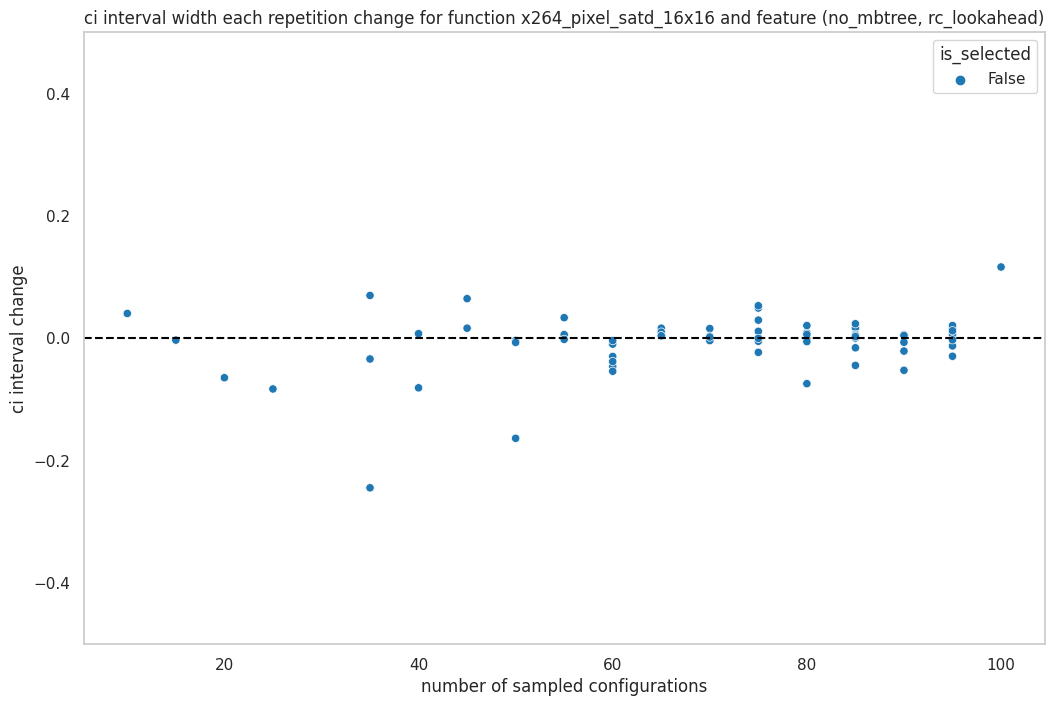 ci interval width each repetition change for function x264_pixel_satd_16x16 and feature (no_mbtree, rc_lookahead)
is_selected
False
ci interval change
0.4
0.2
0.0
−0.2
−0.4
20
40
60
80
100
number of sampled configurations